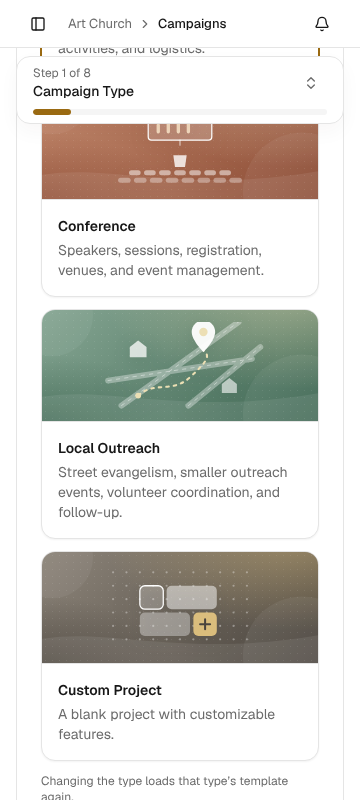 Art Church > Campaigns
activities, and logistics.
Step 1 of 8
Campaign Type
Conference
Speakers, sessions, registration,
venues, and event management.
Local Outreach
Street evangelism, smaller outreach
events, volunteer coordination, and
follow-up.
Custom Project
A blank project with customizable
features.
Changing the type loads that type's template
again.